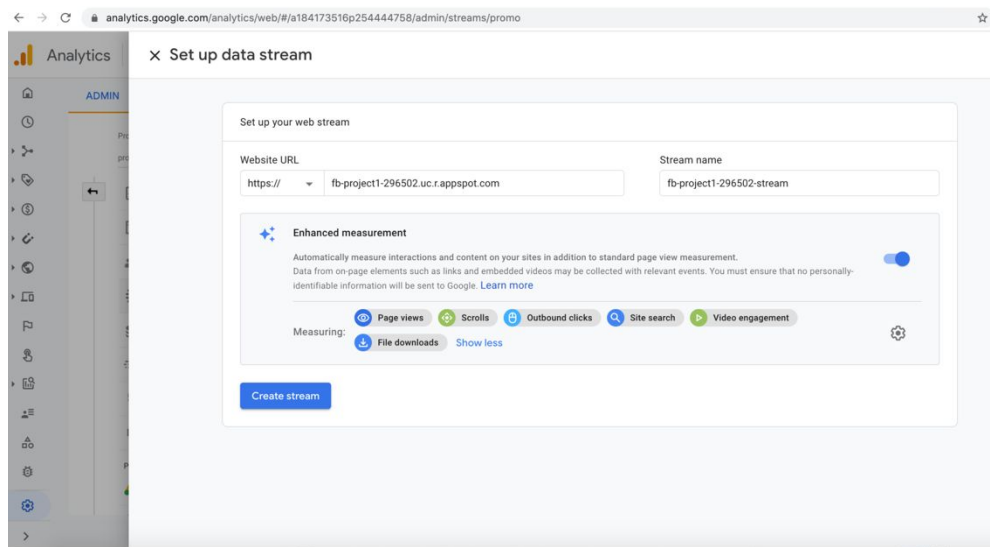 analytics.google.com/analytics/web/#/a184173516p254444758/admin/streams/promo
Analytics
Set up data stream
ADMIN
Set up your web stream
Website URL
Stream name
https://
fb-project1-296502.uc.r.appspot.com
fb-project1-296502-stream
Enhanced measurement
Automatically measure interactions and content on your sites in addition to standard page view measurement.
Data from on-page elements such as links and embedded videos may be collected with relevant events. You must ensure that no personally-
identifiable information will be sent to Google. Learn more
Measuring:
Page views
Scrolls
Outbound clicks
Site search
Video engagement
File downloads
Show less
Create stream